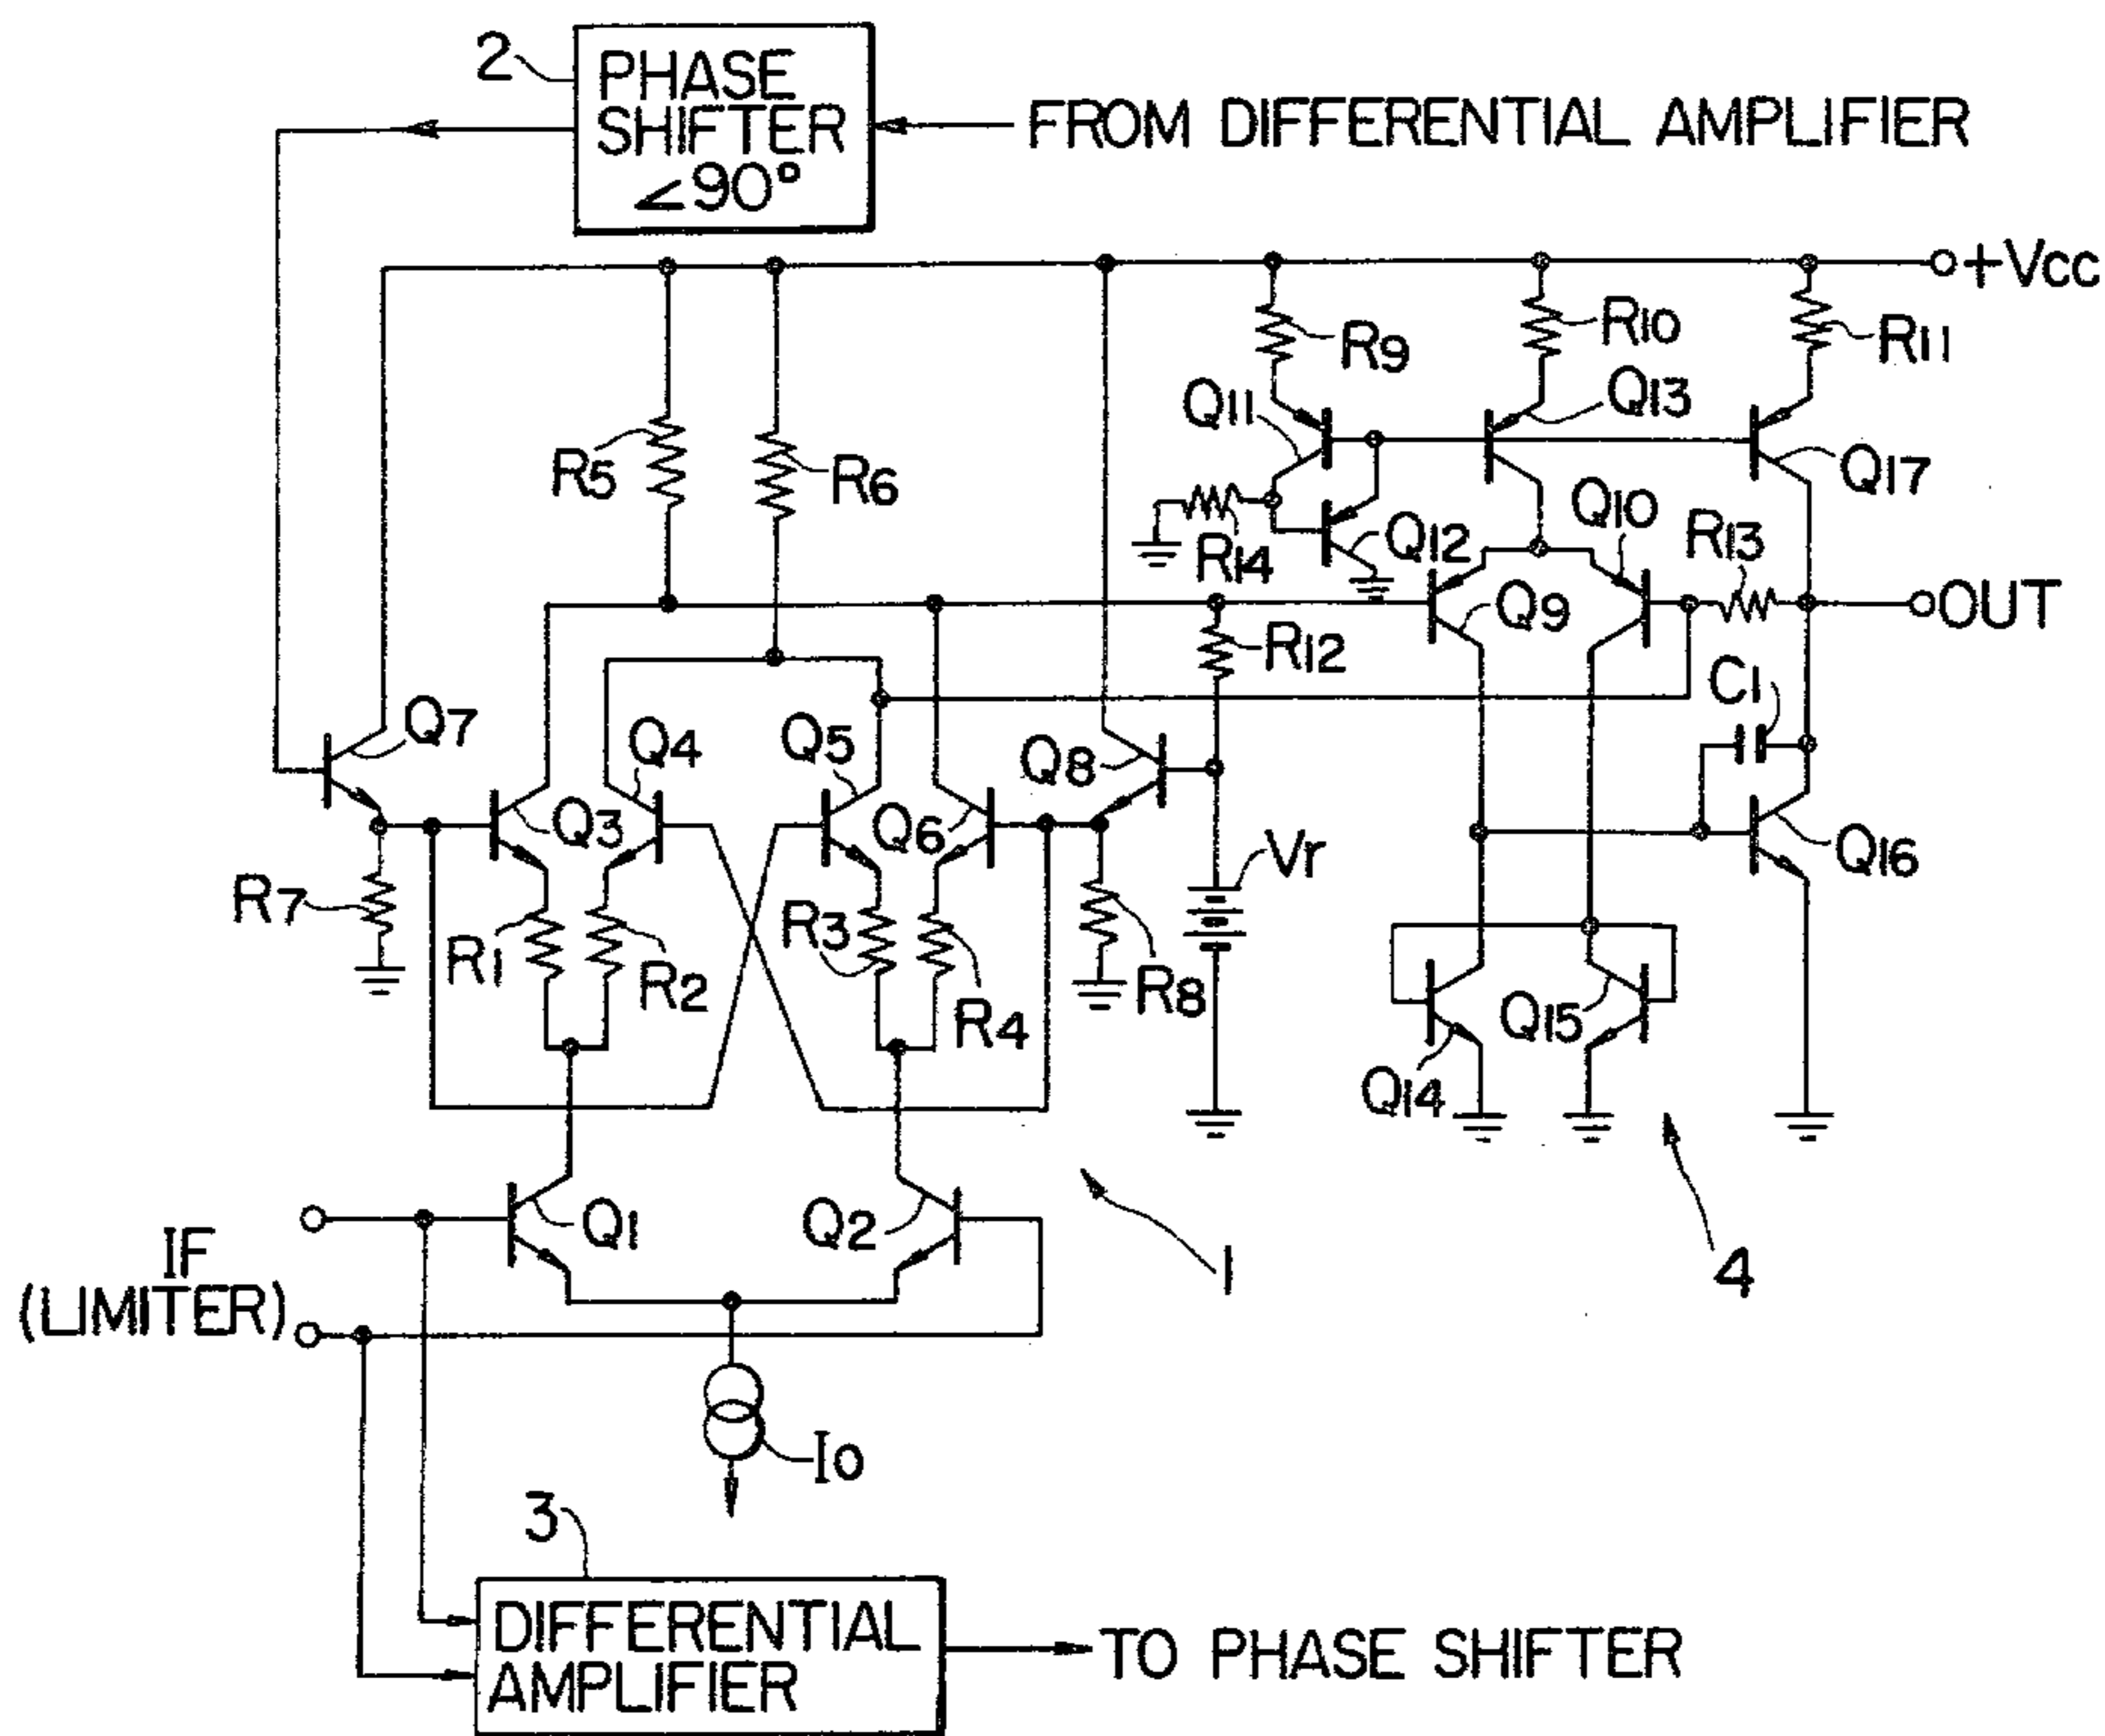 2
PHASE
SHIFTER
∠90°
FROM DIFFERENTIAL AMPLIFIER
+Vcc
R9
R10
R11
Q11
Q13
Q17
R5
R6
Q10
R13
R14
Q12
Q9
OUT
R12
C1
Q7
Q4
Q5
Q8
Q3
Q6
Vr
Q16
R7
R1
R2
R3
R4
R8
Q15
Q14
Q1
Q2
1
4
IF
(LIMITER)
Io
3
DIFFERENTIAL
AMPLIFIER
TO PHASE SHIFTER